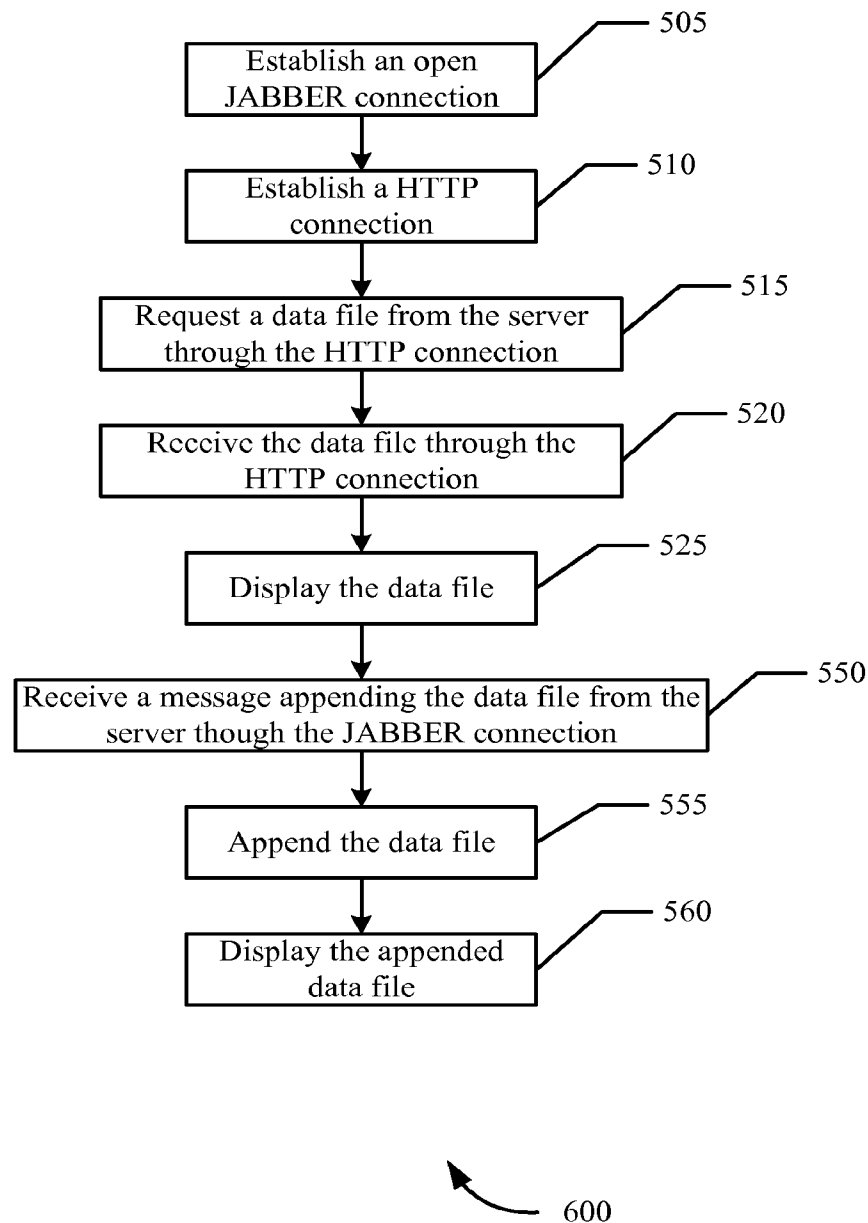 505
Establish an open
JABBER connection
510
Establish a HTTP
connection
515
Request a data file from the server
through the HTTP connection
520
Receive the data file through the
HTTP connection
525
Display the data file
550
Receive a message appending the data file from the
server though the JABBER connection
555
Append the data file
560
Display the appended
data file
600